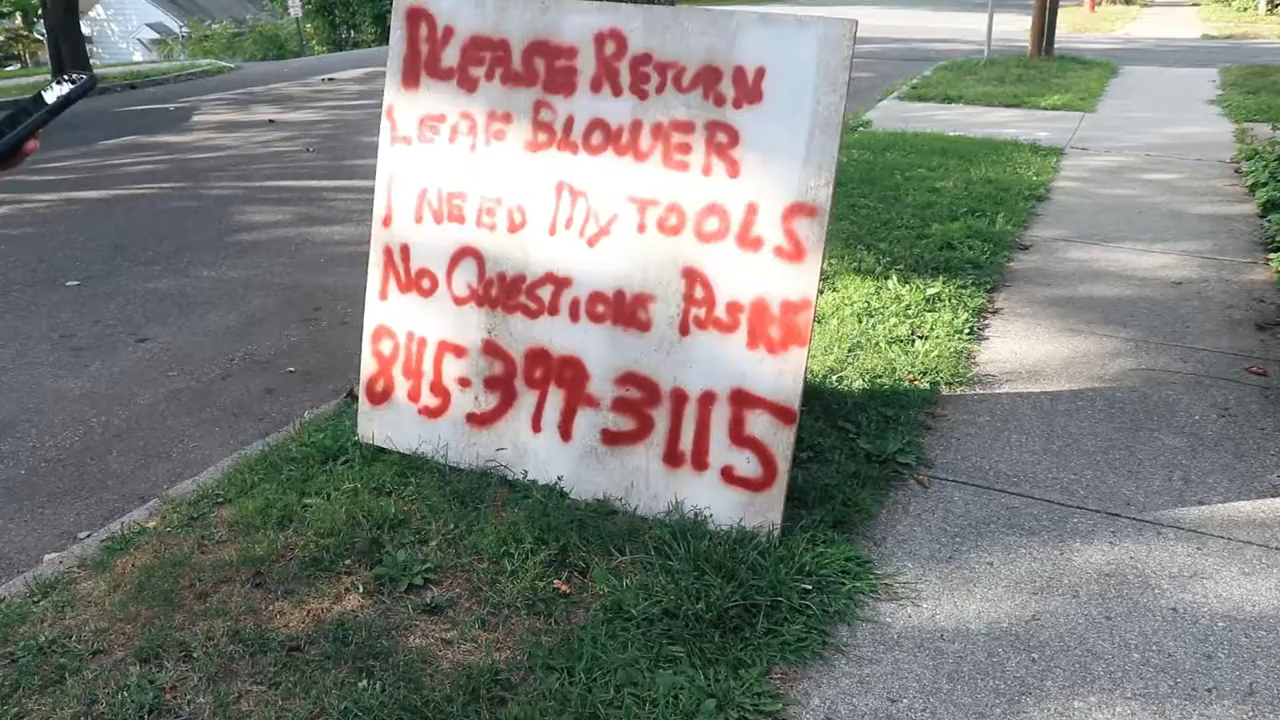 PLEASE RETURN
LEAF BLOWER
I NEED My TOOLS
No QUESTIONS ASKED
845-399-3115